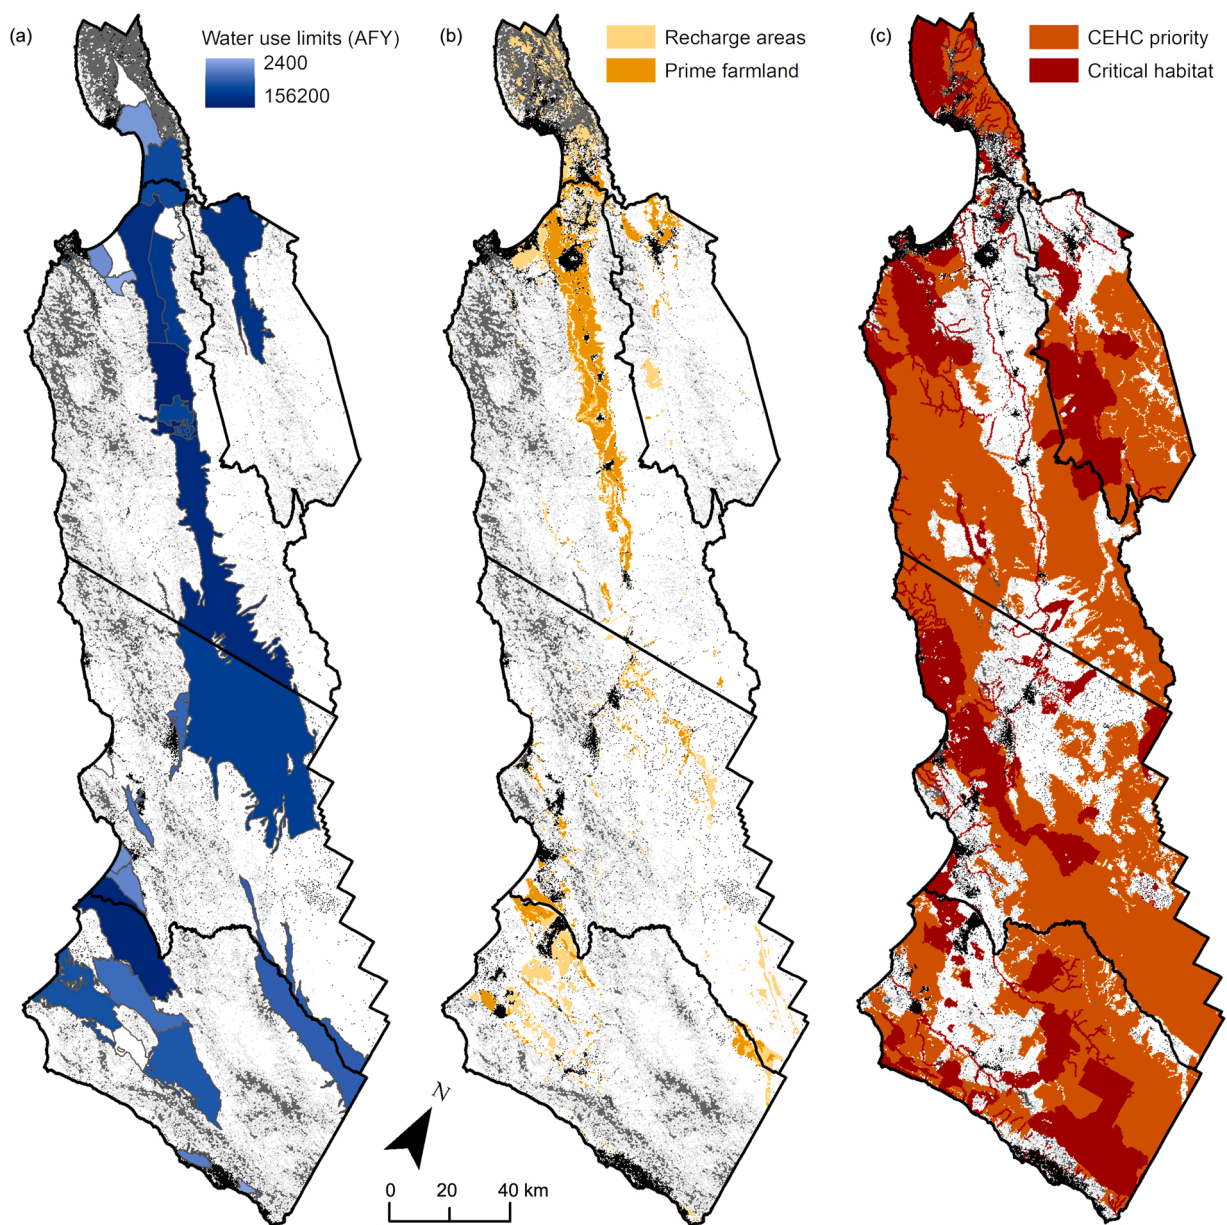 (a)
Water use limits (AFY)
2400
156200
(b)
Recharge areas
Prime farmland
(c)
CEHC priority
Critical habitat
N
0 20 40 km